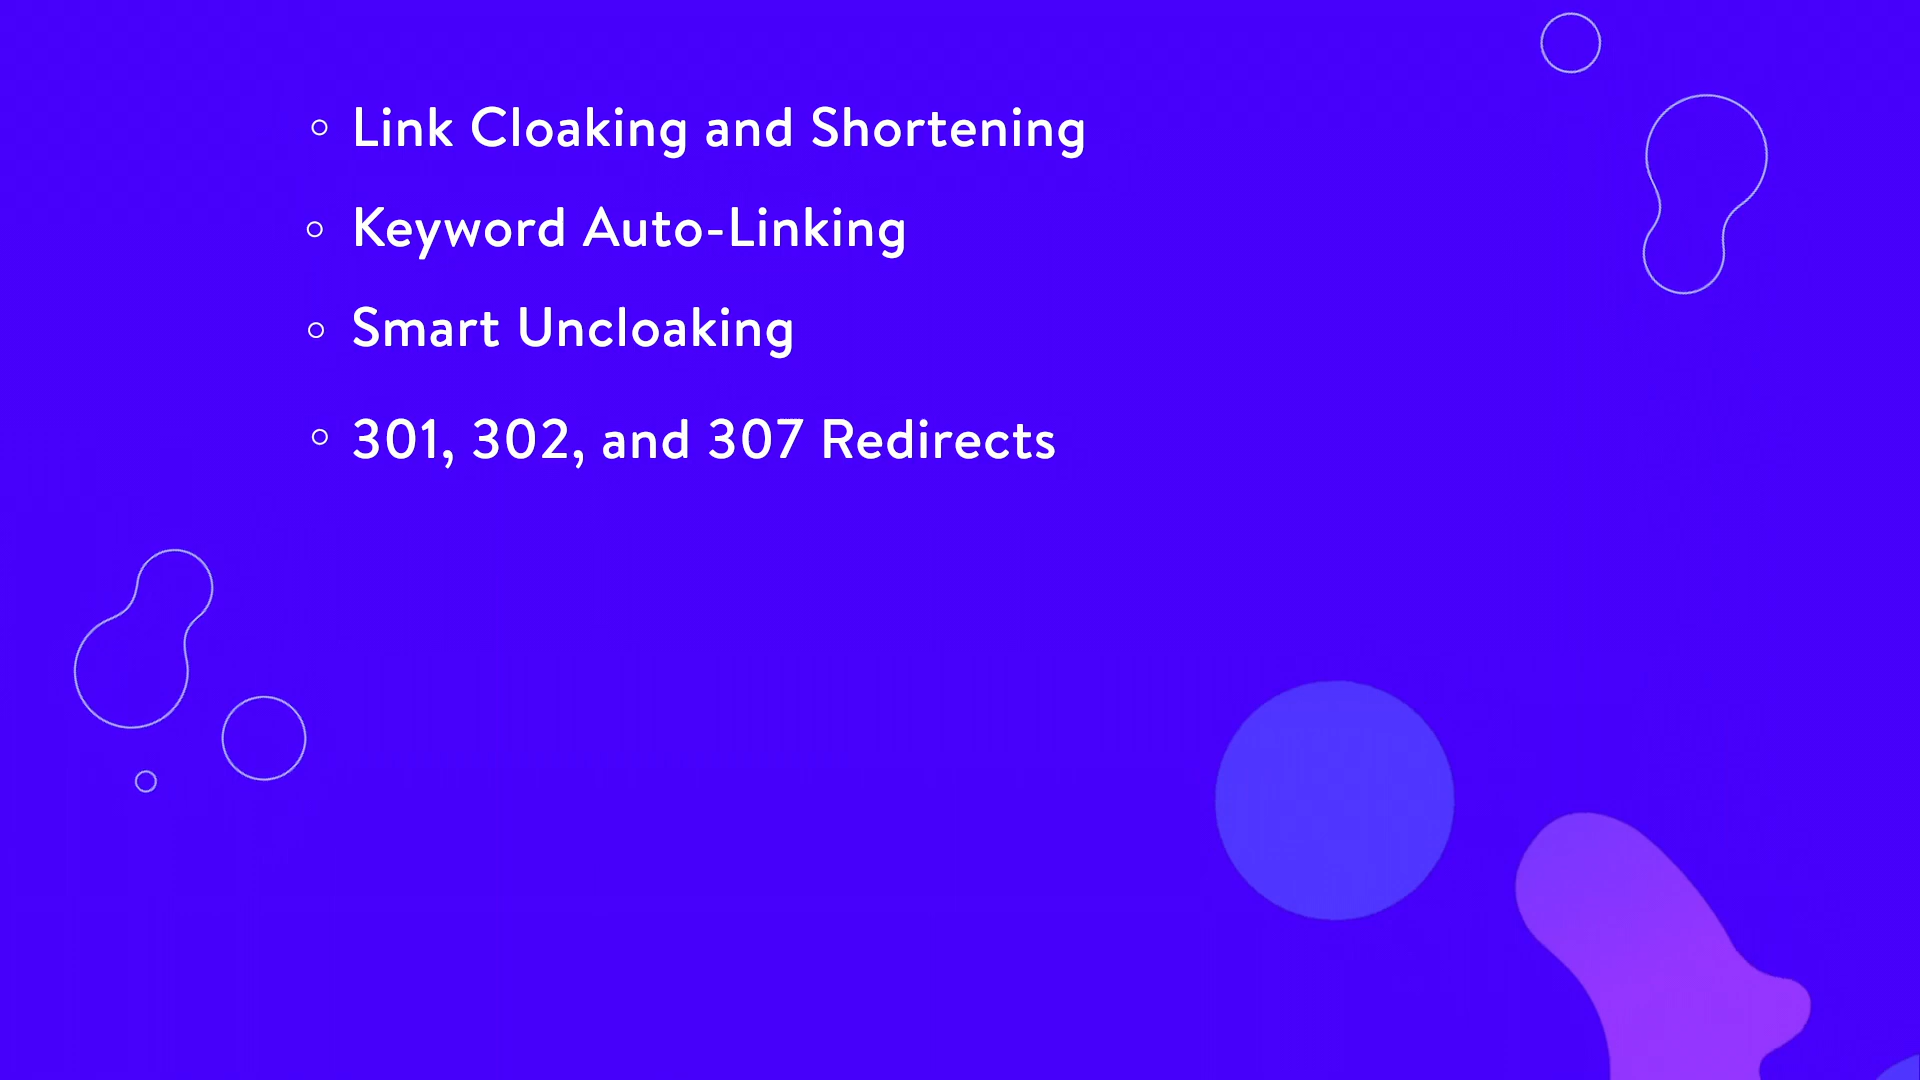 Link Cloaking and Shortening
Keyword Auto-Linking
Smart Uncloaking
301, 302, and 307 Redirects